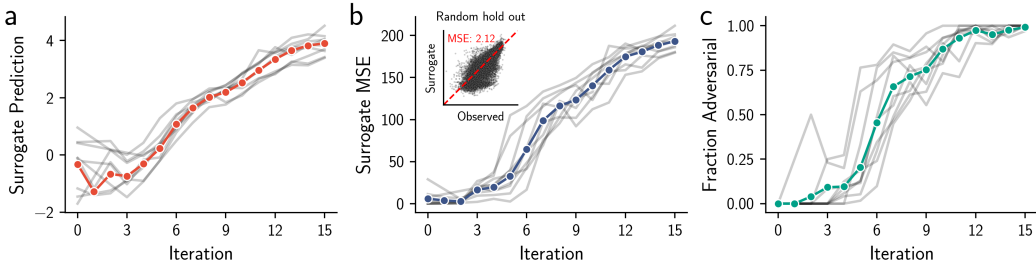 a
Surrogate Prediction
4
2
0
−2
0 3 6 9 12 15
Iteration
b
Surrogate MSE
200
150
100
50
0
Random hold out
MSE: 2.12
Surrogate
Observed
0 3 6 9 12 15
Iteration
c
Fraction Adversarial
1.00
0.75
0.50
0.25
0.00
0 3 6 9 12 15
Iteration